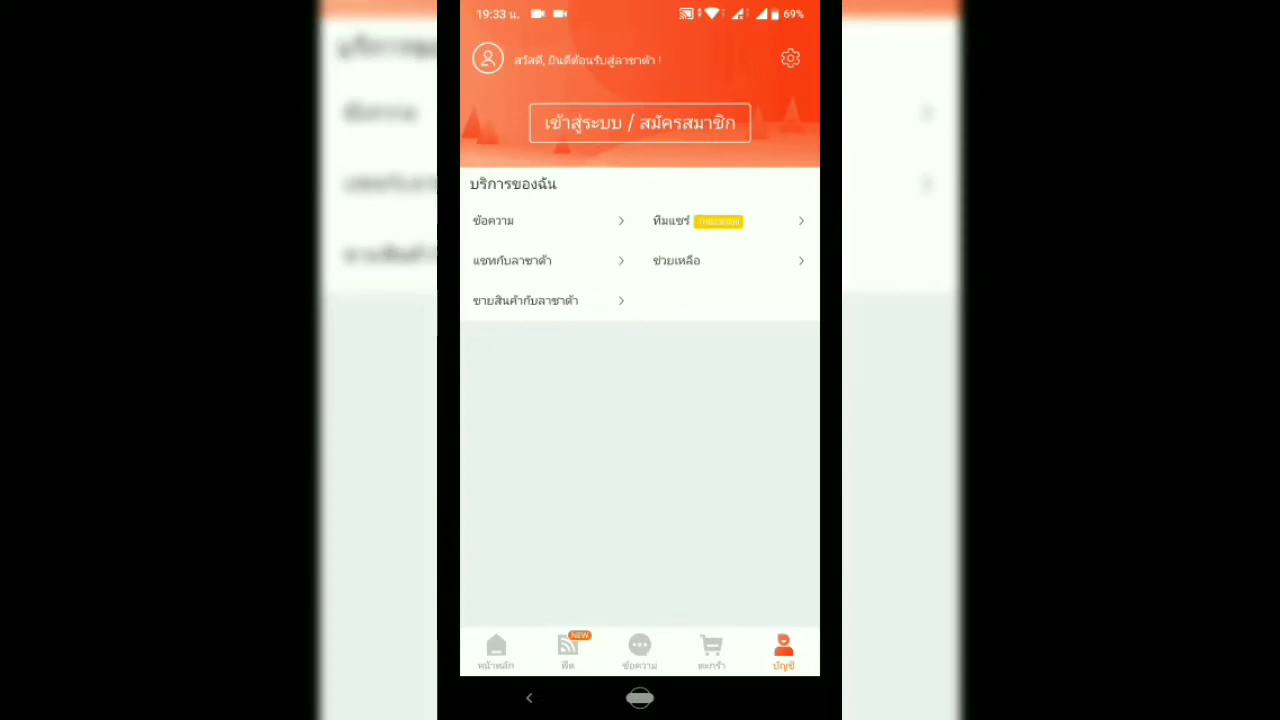 19:33 น. 69%
สวัสดี, ยินดีต้อนรับสู่ลาซาด้า !
เข้าสู่ระบบ / สมัครสมาชิก
บริการของฉัน
ข้อความ
ทีมแชร์
แชทกับลาซาด้า
ช่วยเหลือ
ขายสินค้ากับลาซาด้า
NEW
หน้าหลัก ฟีด ข้อความ ตะกร้า บัญชี